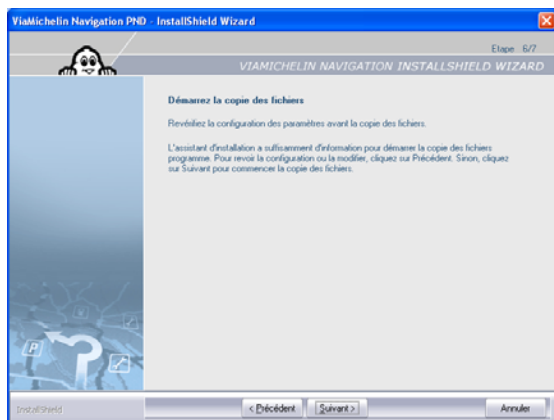 ViaMichelin Navigation PND - InstallShield Wizard
Etape 6/7
VIAMICHELIN NAVIGATION INSTALLSHIELD WIZARD
Démarrez la copie des fichiers
Revérifiez la configuration des paramètres avant la copie des fichiers.
L'assistant d'installation a suffisamment d'information pour démarrer la copie des fichiers
programme. Pour revoir la configuration ou la modifier, cliquez sur Précédent. Sinon, cliquez
sur Suivant pour commencer la copie des fichiers.
P
InstallShield
< Précédent
Suivant >
Annuler